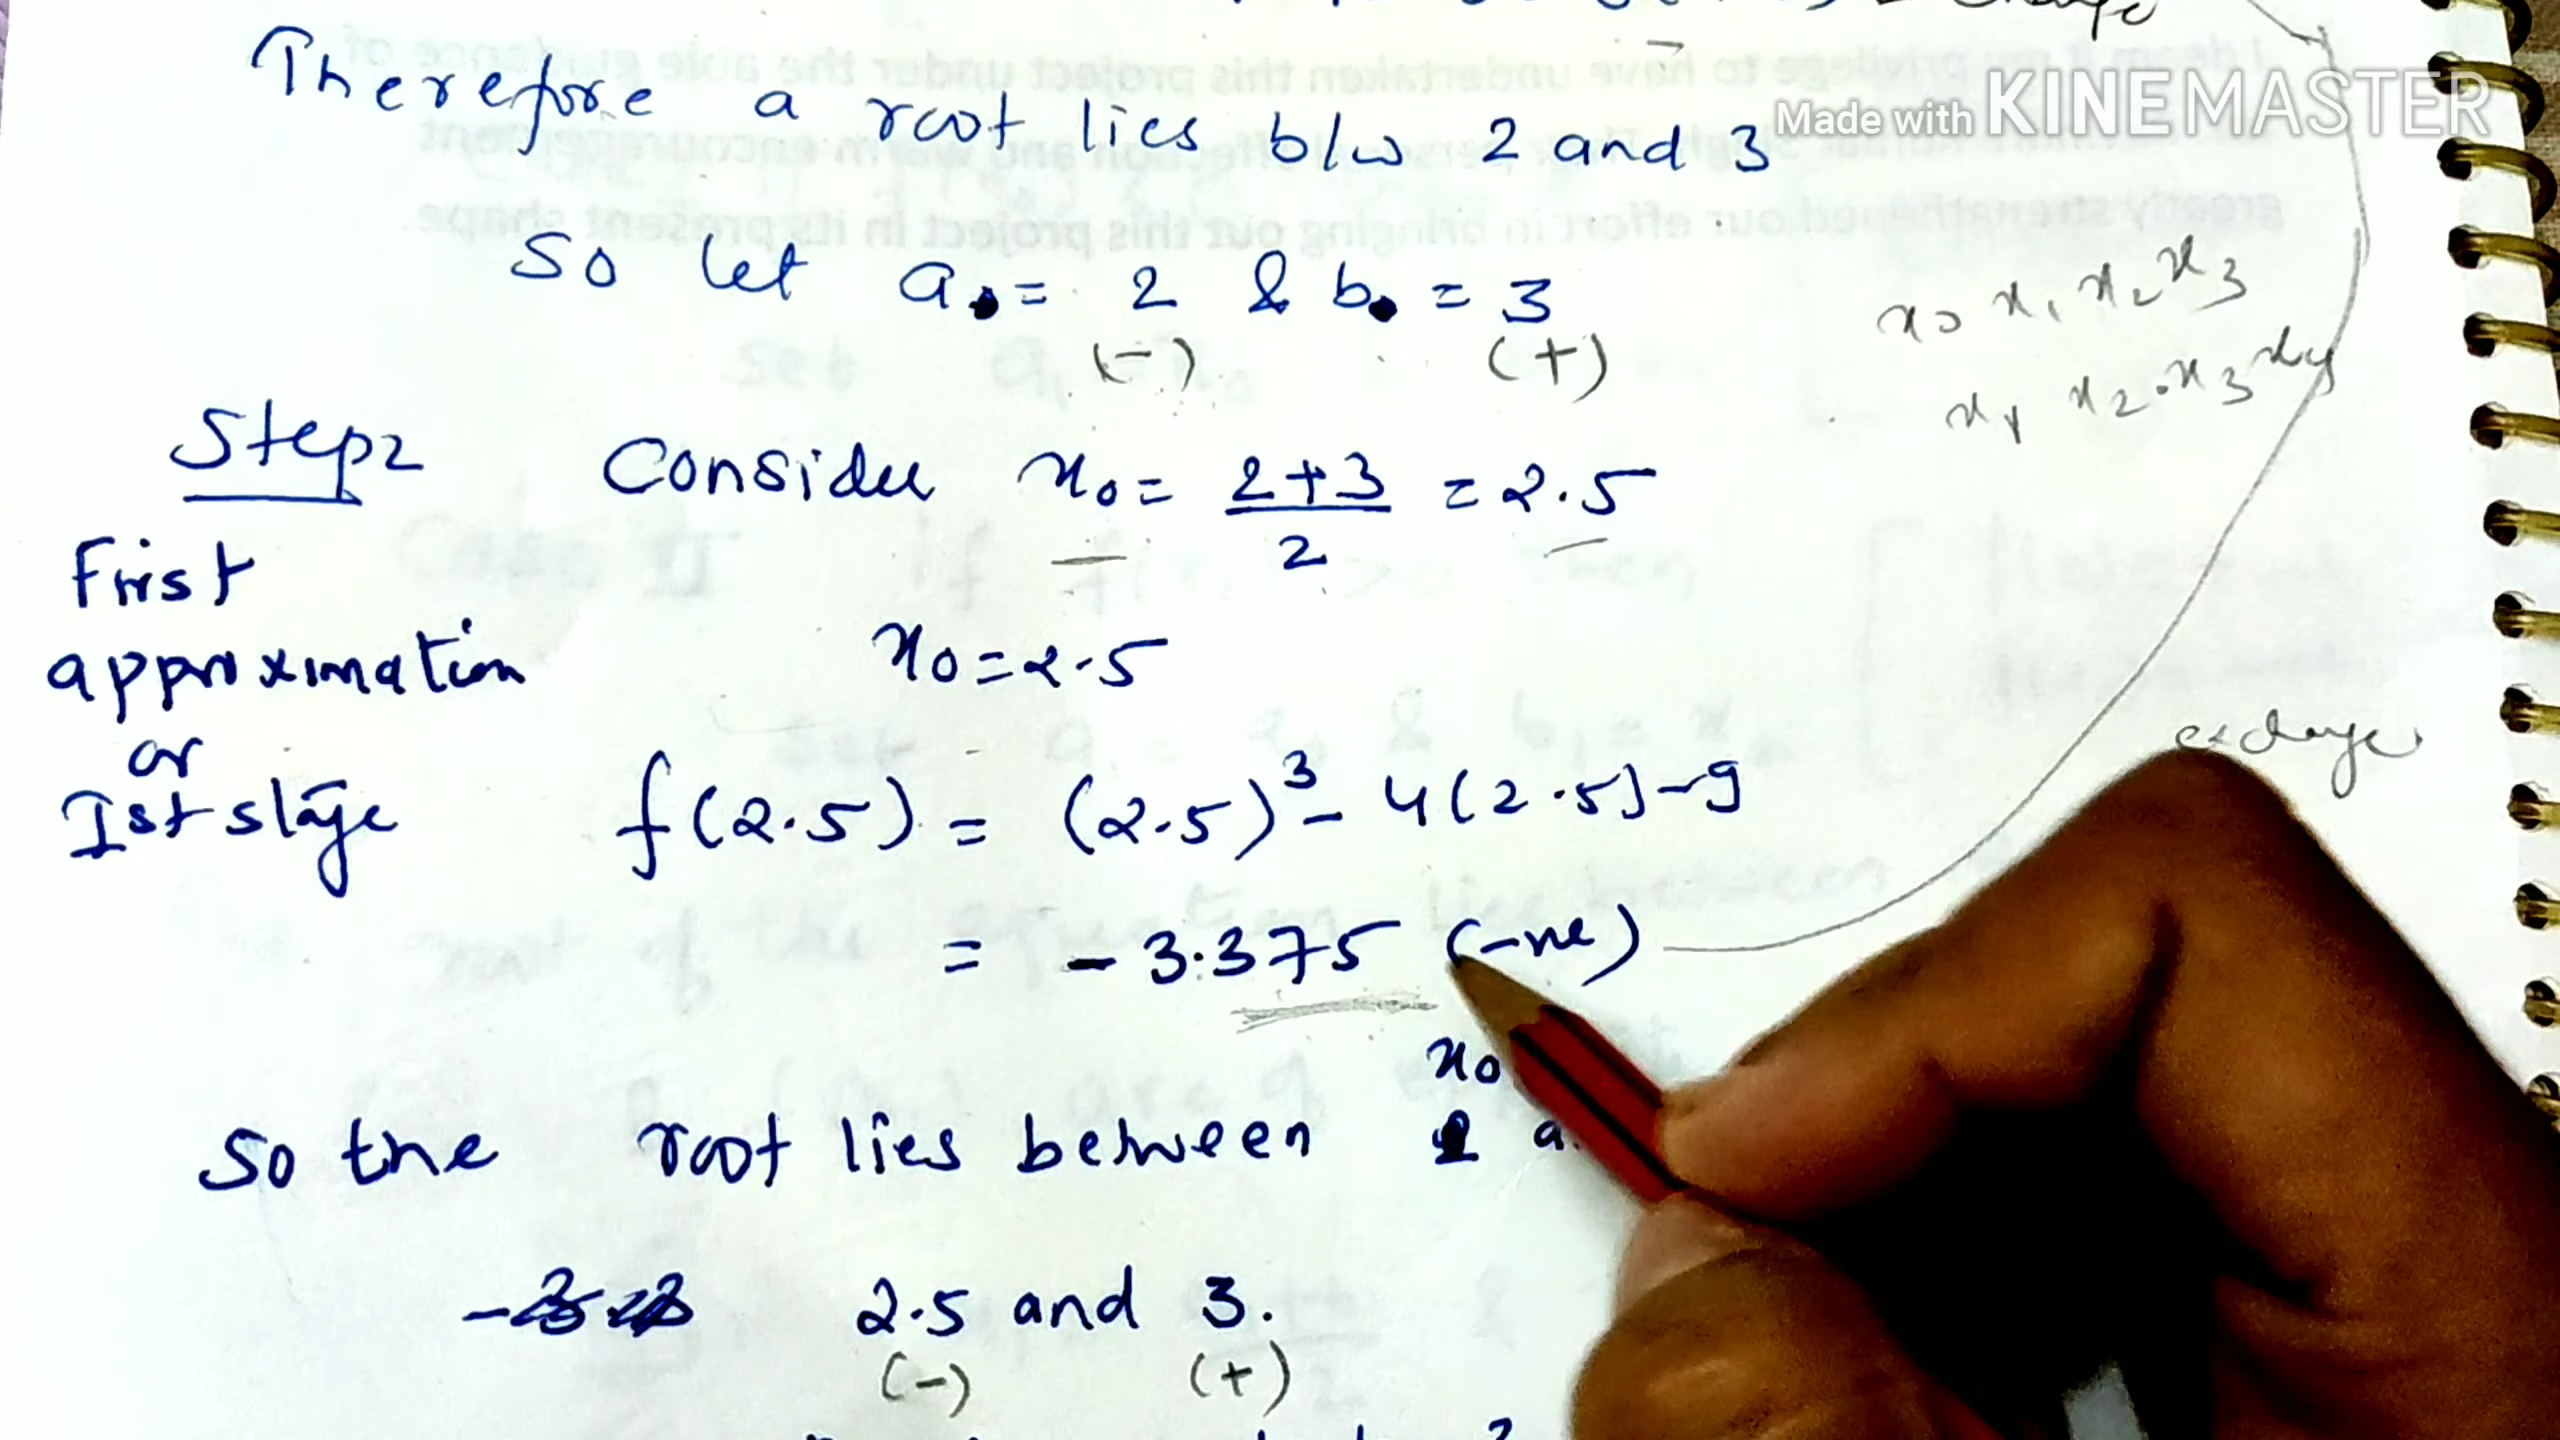 Therefore a root lies b/w 2 and 3
Made with KINEMASTER
So let a₀ = 2 & b₀ = 3
(-) (+)
x₀ x₁ x₂ x₃
x₁ x₂ x₃ x₄
Step 2 Consider x₀ = (2+3)/2 = 2.5
First
approximation
or
Ist stage
x₀ = 2.5
f(2.5) = (2.5)³ - 4(2.5) - 9
= - 3.375 (-ve)
x₀
So the root lies between
2.5 and 3.
(-) (+)